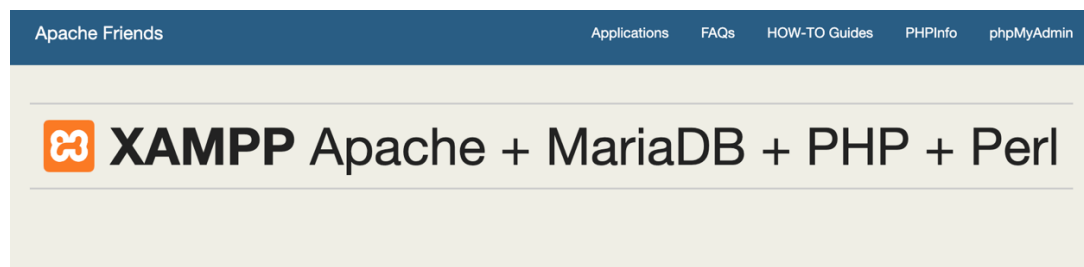 Apache Friends Applications FAQs HOW-TO Guides PHPInfo phpMyAdmin
XAMPP Apache + MariaDB + PHP + Perl